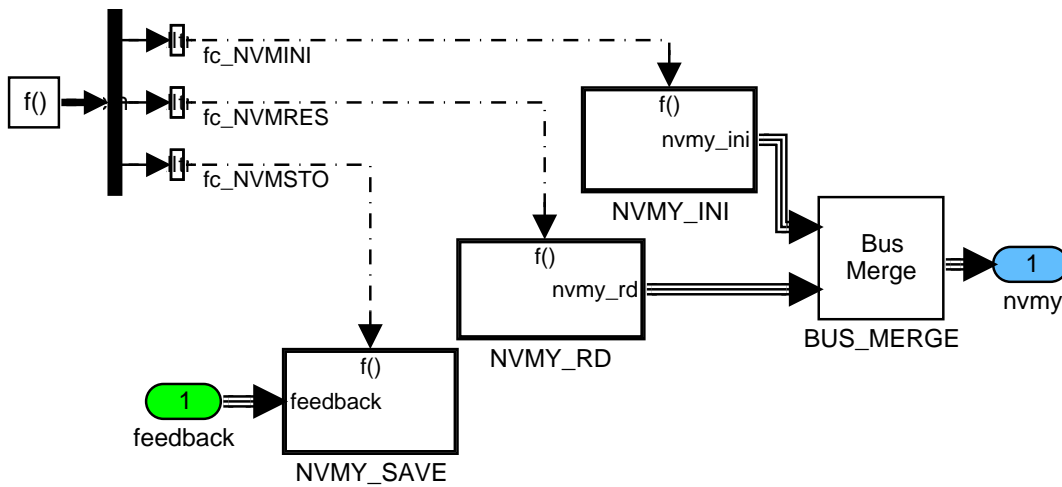 f()
fc_NVMINI
fc_NVMRES
fc_NVMSTO
f()
nvmy_ini
NVMY_INI
f()
nvmy_rd
NVMY_RD
Bus
Merge
BUS_MERGE
1
nvmy
f()
feedback
NVMY_SAVE
1
feedback